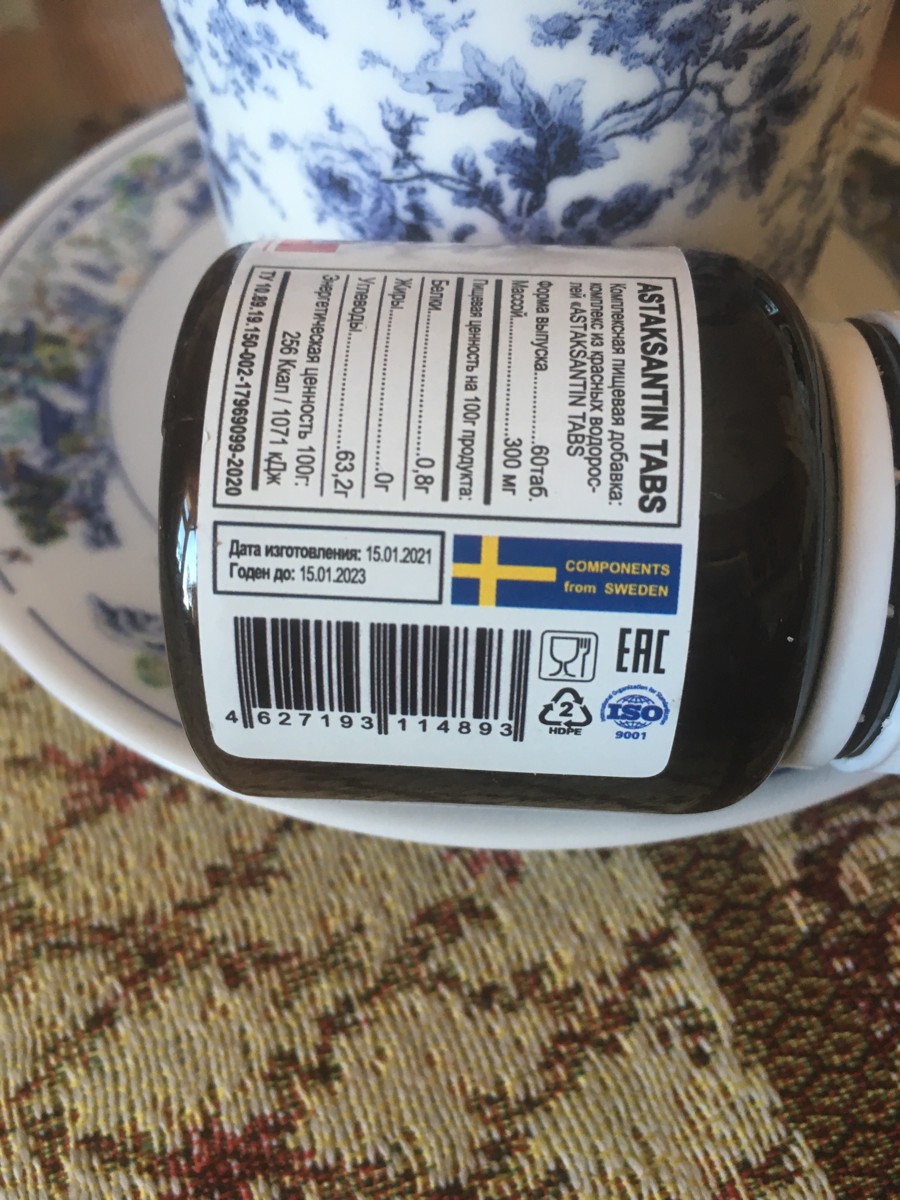 ASTAKSANTIN TABS
Комплексная пищевая добавка:
комплекс из красных водорос-
лей «ASTAKSANTIN TABS
Форма выпуска........60таб.
Массой....................300 мг
Пищевая ценность на 100г продукта:
Белки.......................0,8г
Жиры..........................0г
Углеводы.................63,2г
Энергетическая ценность 100г:
256 Ккал / 1071 кДж
ТУ 10.89.19.150-002-17969099-2020
Дата изготовления: 15.01.2021
Годен до: 15.01.2023
COMPONENTS
from SWEDEN
EAC
2
HDPE
ISO
9001
4 627193 114893